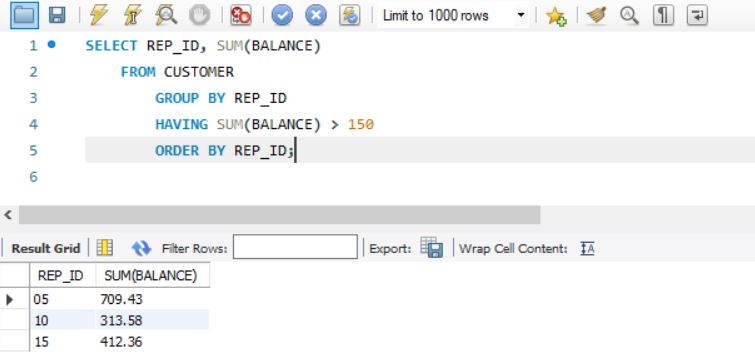 Limit to 1000 rows
1 SELECT REP_ID, SUM(BALANCE)
2 FROM CUSTOMER
3 GROUP BY REP_ID
4 HAVING SUM(BALANCE) > 150
5 ORDER BY REP_ID;
6
Result Grid Filter Rows: Export: Wrap Cell Content:
REP_ID SUM(BALANCE)
05 709.43
10 313.58
15 412.36